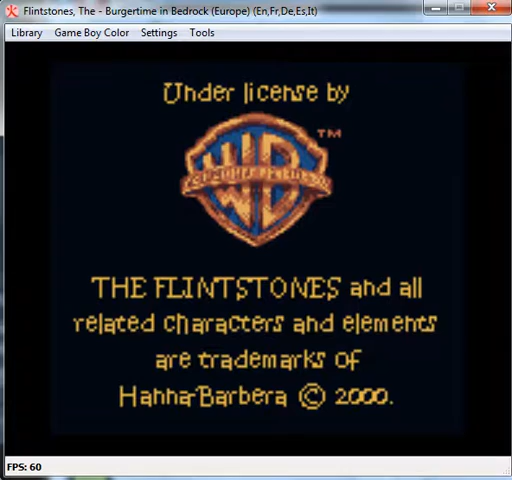 Flintstones, The - Burgertime in Bedrock (Europe) (En,Fr,De,Es,It)
Library Game Boy Color Settings Tools
Under license by
TM
WB
THE FLINTSTONES and all
related characters and elements
are trademarks of
Hanna-Barbera © 2000.
FPS: 60